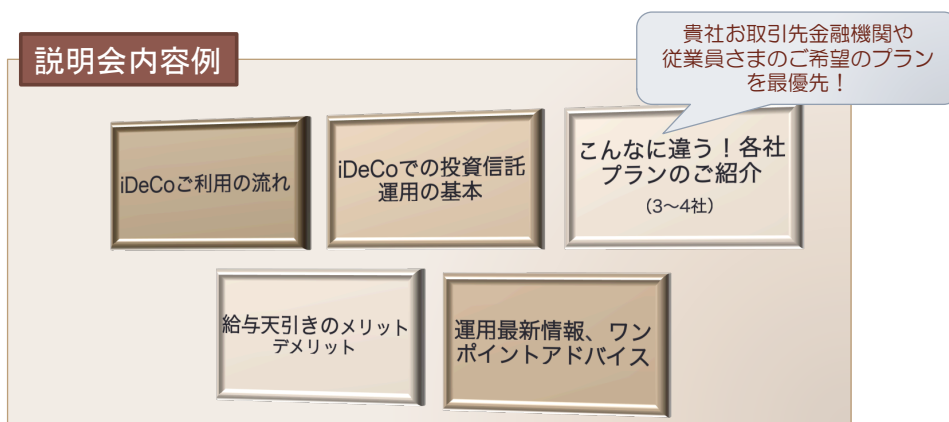 説明会内容例
貴社お取引先金融機関や
従業員さまのご希望のプラン
を最優先！
iDeCoご利用の流れ
iDeCoでの投資信託
運用の基本
こんなに違う！各社
プランのご紹介
（3〜4社）
給与天引きのメリット
デメリット
運用最新情報、ワン
ポイントアドバイス